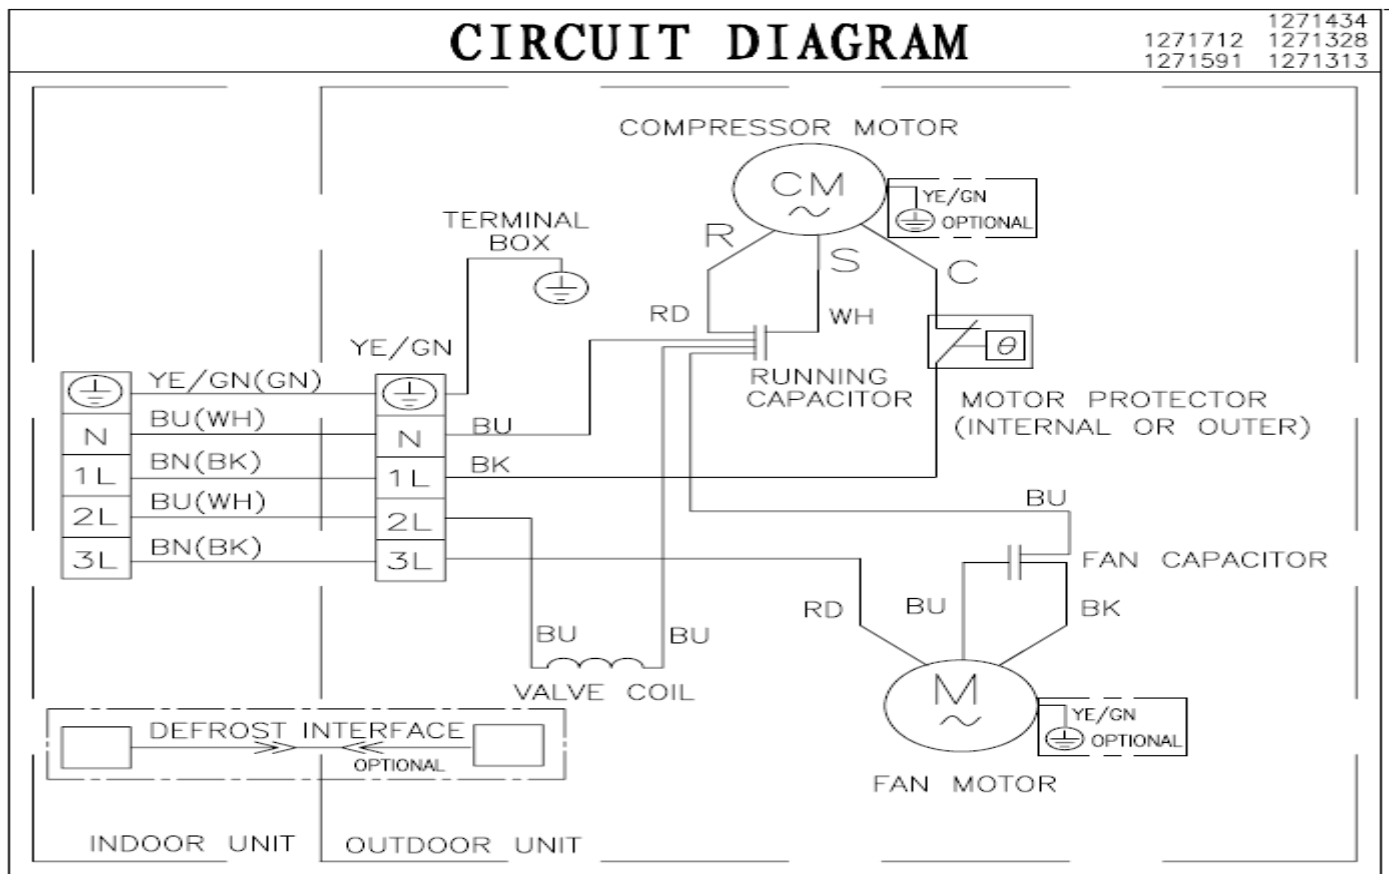 CIRCUIT DIAGRAM
1271434
1271712 1271328
1271591 1271313
COMPRESSOR MOTOR
CM
YE/GN
OPTIONAL
TERMINAL
BOX
R
S
C
RD
WH
θ
YE/GN
RUNNING
CAPACITOR
MOTOR PROTECTOR
(INTERNAL OR OUTER)
YE/GN(GN)
BU(WH)
N
N
BU
BN(BK)
1L
1L
BK
BU(WH)
2L
2L
BU
BN(BK)
3L
3L
FAN CAPACITOR
RD
BU
BK
BU
BU
VALVE COIL
M
YE/GN
OPTIONAL
DEFROST INTERFACE
OPTIONAL
FAN MOTOR
INDOOR UNIT
OUTDOOR UNIT